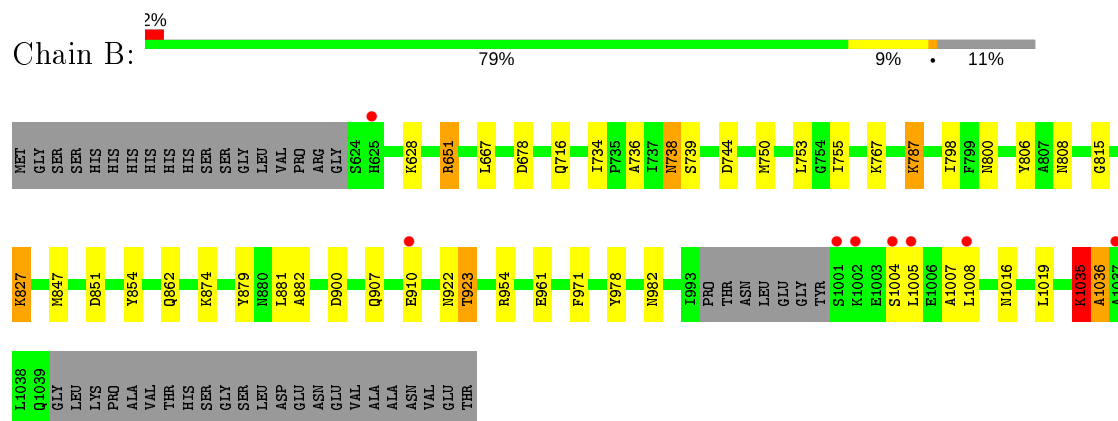 2%
Chain B:
79% 9% • 11%
MET GLY SER SER HIS HIS HIS HIS HIS HIS SER SER GLY LEU VAL PRO ARG GLY S624 H625 K628 R651 L667 D678 Q716 I734 P735 A736 I737 N738 S739 D744 M750 L753 G754 I755 K767 K787 I798 F799 N800 Y806 A807 N808 G815
K827 M847 D851 Y854 Q862 K874 Y879 N880 L881 A882 D900 Q907 E910 N922 T923 R954 E961 F971 Y978 N982 I993 PRO THR ASN LEU GLU GLY TYR S1001 K1002 E1003 S1004 L1005 E1006 A1007 L1008 N1016 L1019 K1035 A1036 A1037
L1038 Q1039 GLY LEU LYS PRO ALA VAL THR HIS SER GLY SER LEU ASP GLU ASN GLU VAL ALA ALA ASN VAL GLU THR